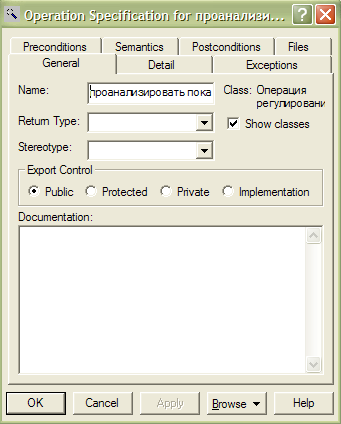 Operation Specification for проанализи...
Preconditions Semantics Postconditions Files
General Detail Exceptions
Name: проанализировать пока Class: Операция
регулировани
Return Type: Show classes
Stereotype:
Export Control
Public Protected Private Implementation
Documentation:
OK Cancel Apply Browse Help